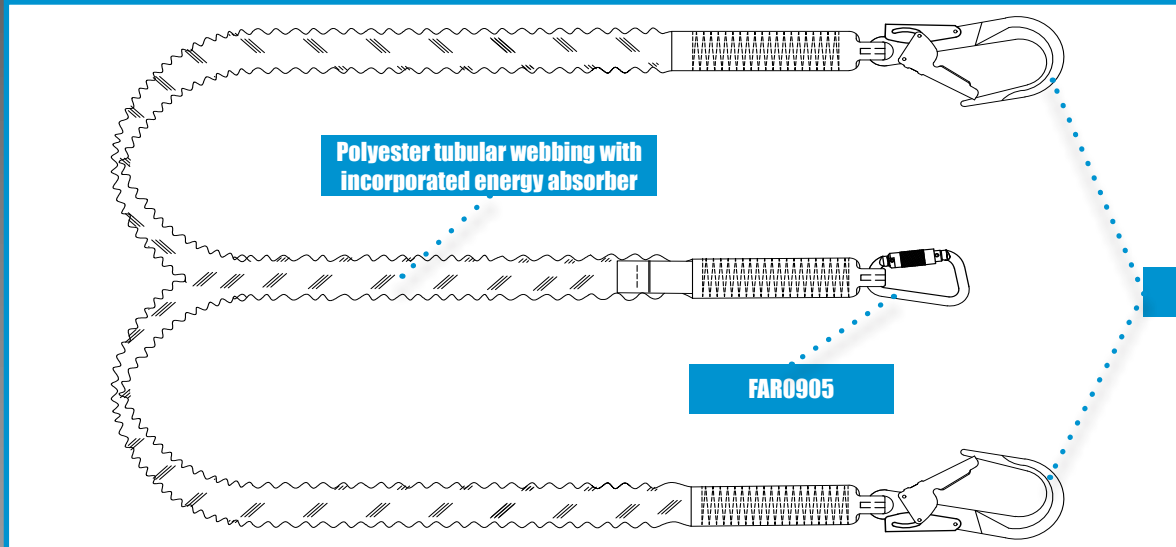 Polyester tubular webbing with
incorporated energy absorber
FAR0905